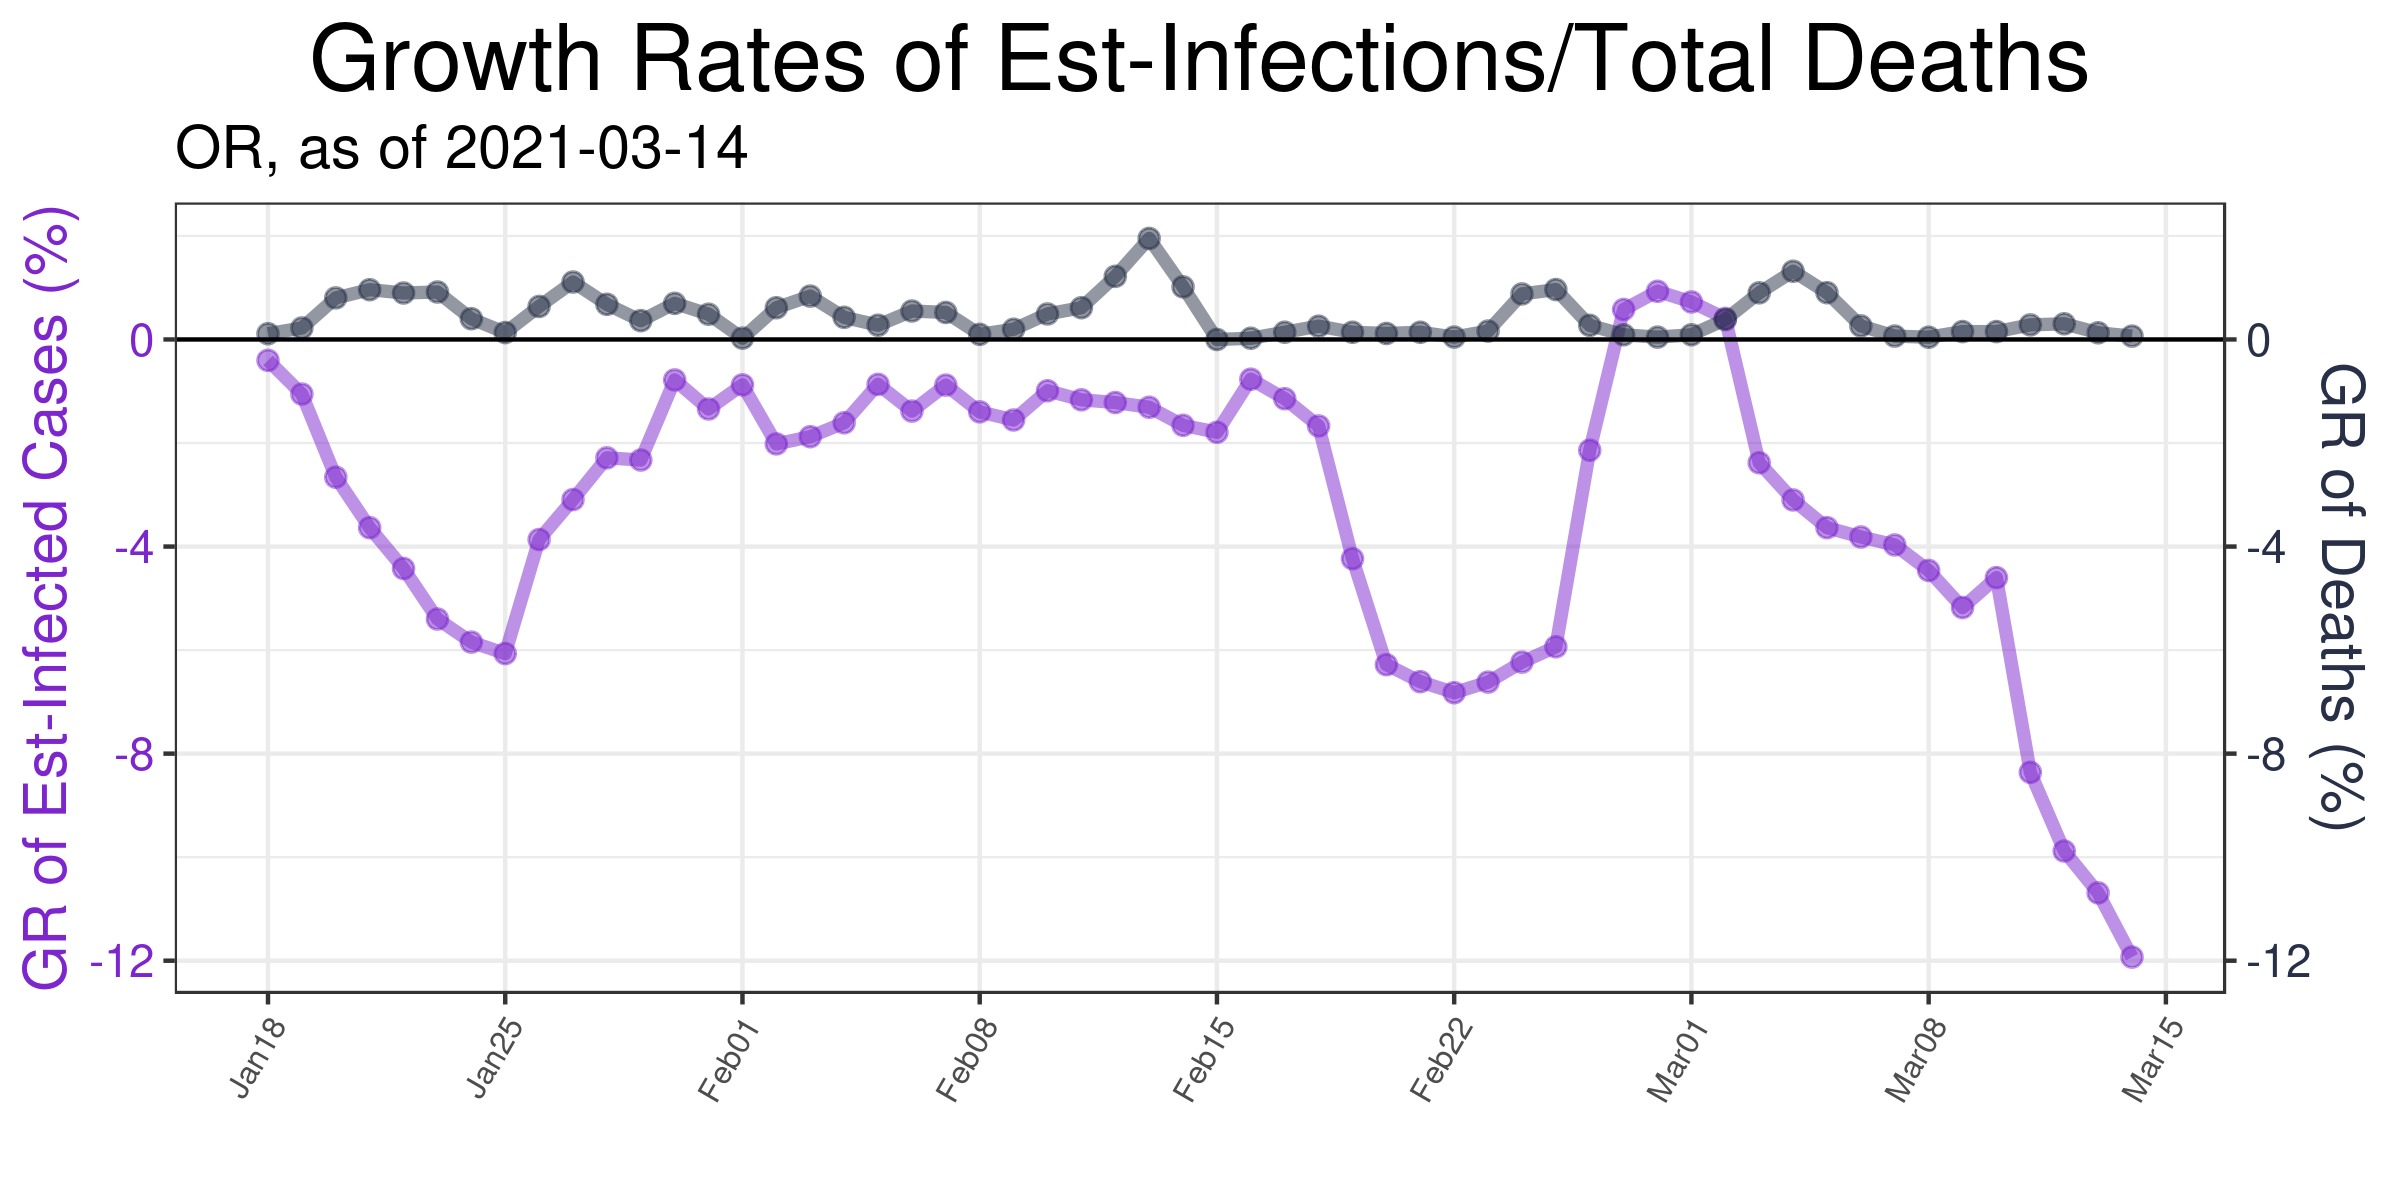 Growth Rates of Est-Infections/Total Deaths
OR, as of 2021-03-14
GR of Est-Infected Cases (%)
0
-4
-8
-12
0
-4
-8
-12
GR of Deaths (%)
Jan18
Jan25
Feb01
Feb08
Feb15
Feb22
Mar01
Mar08
Mar15